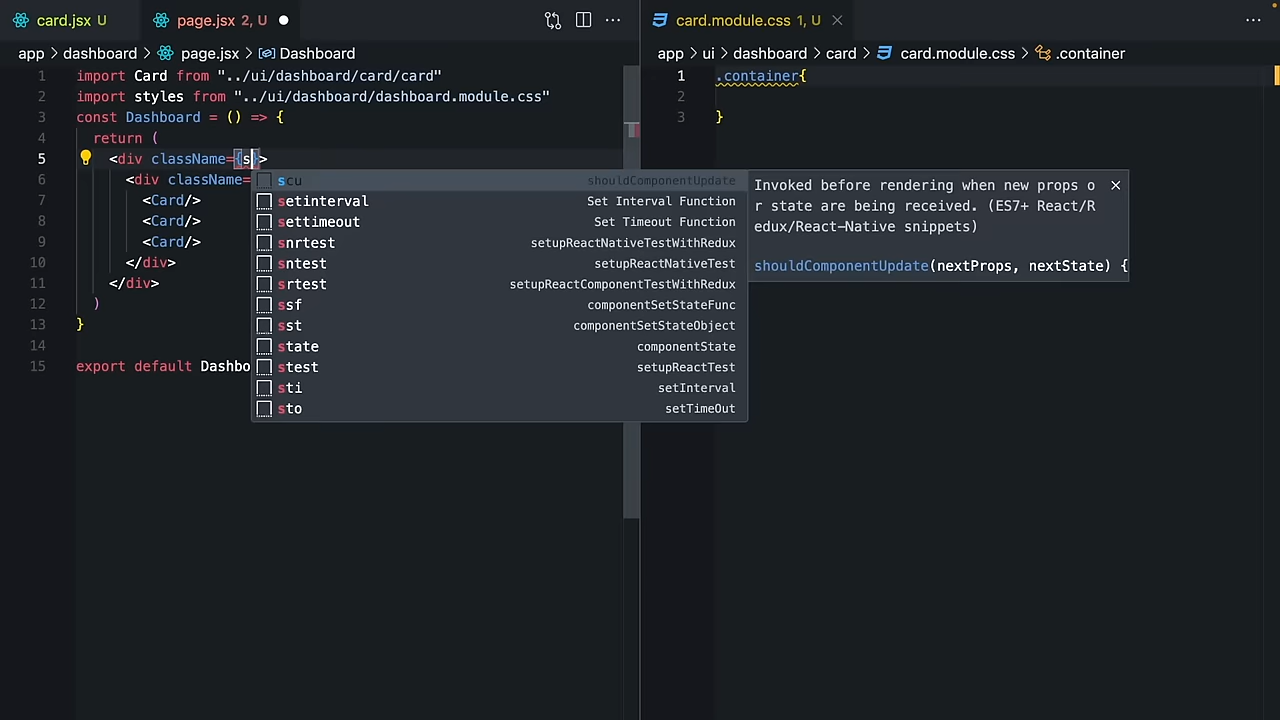 card.jsx U
page.jsx 2, U
card.module.css 1, U
app > dashboard > page.jsx > Dashboard
app > ui > dashboard > card > card.module.css > .container
1 import Card from "../ui/dashboard/card/card"
2 import styles from "../ui/dashboard/dashboard.module.css"
3 const Dashboard = () => {
4 return (
5 <div className={s}>
6 <div className=
7 <Card/>
8 <Card/>
9 <Card/>
10 </div>
11 </div>
12 )
13 }
14
15 export default Dashbo
scu shouldComponentUpdate
setinterval Set Interval Function
settimeout Set Timeout Function
snrtest setupReactNativeTestWithRedux
sntest setupReactNativeTest
srtest setupReactComponentTestWithRedux
ssf componentSetStateFunc
sst componentSetStateObject
state componentState
stest setupReactTest
sti setInterval
sto setTimeOut
Invoked before rendering when new props o
r state are being received. (ES7+ React/R
edux/React-Native snippets)
shouldComponentUpdate(nextProps, nextState) {
1 .container{
2
3 }